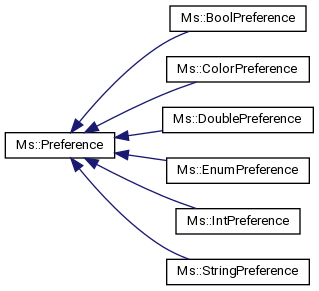 Ms::BoolPreference
Ms::ColorPreference
Ms::DoublePreference
Ms::Preference
Ms::EnumPreference
Ms::IntPreference
Ms::StringPreference